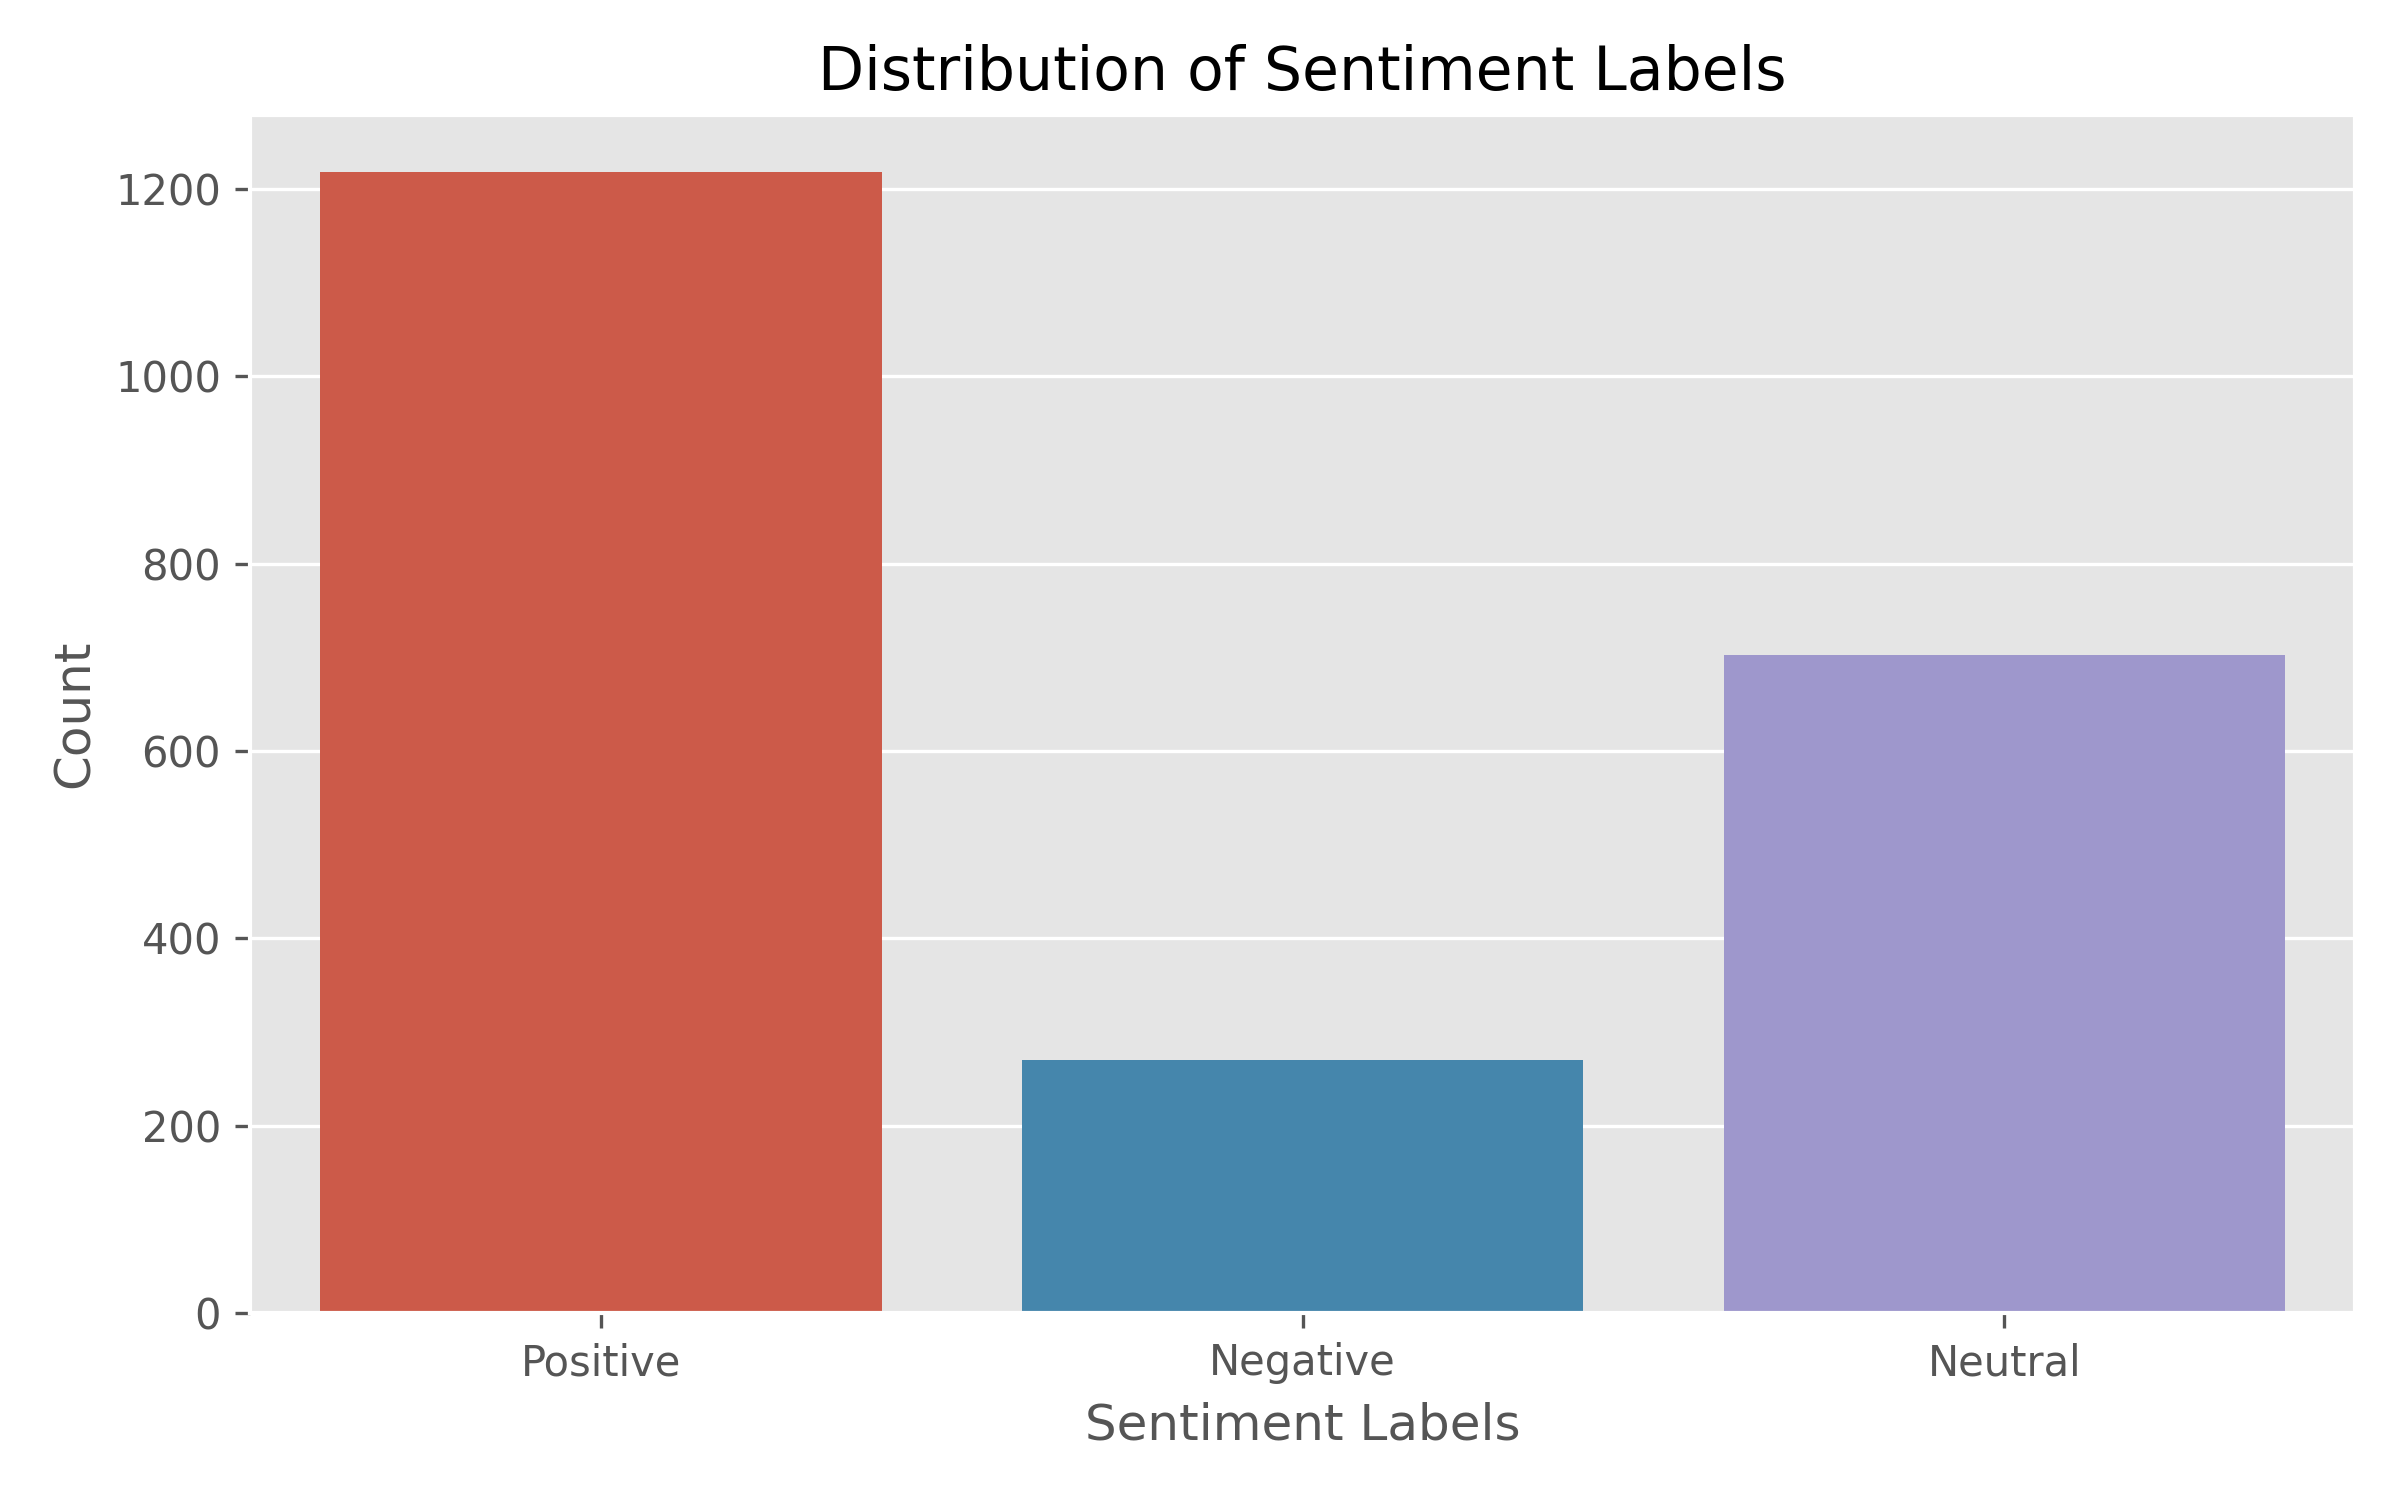 Distribution of Sentiment Labels
1200
1000
800
600
400
200
0
Count
Positive
Negative
Neutral
Sentiment Labels